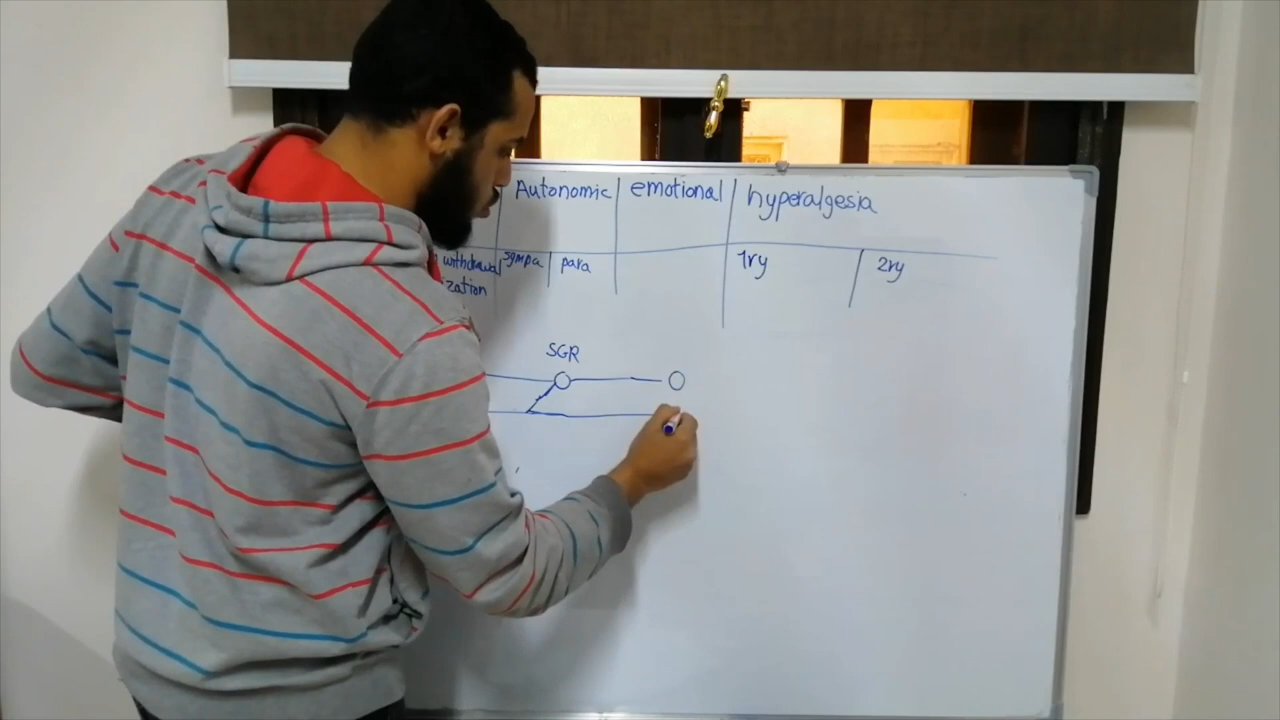 Autonomic emotional hyperalgesia
withdrawal sympa para 1ry 2ry
zation
SGR